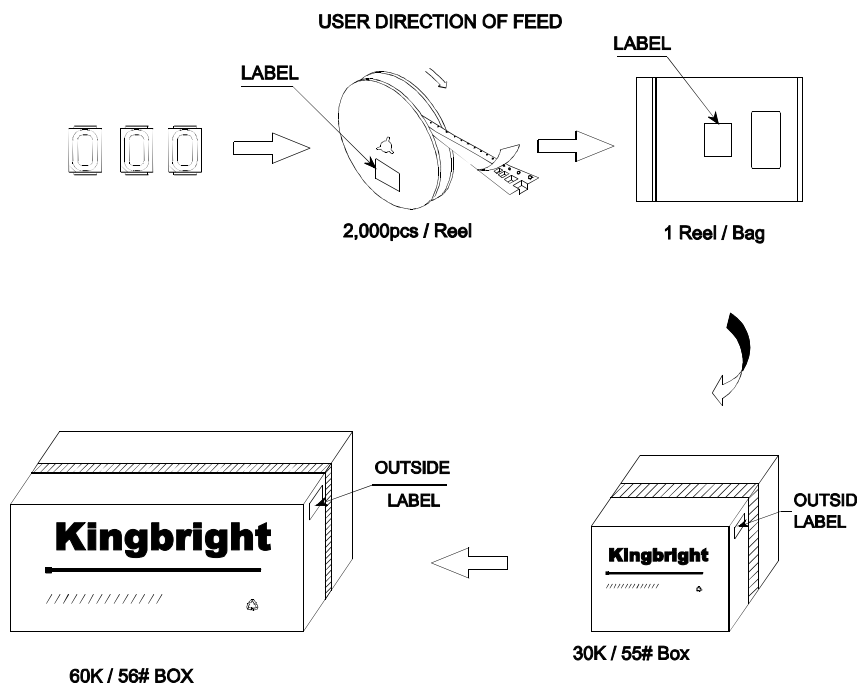 USER DIRECTION OF FEED
LABEL
LABEL
2,000pcs / Reel
1 Reel / Bag
OUTSIDE
LABEL
Kingbright
60K / 56# BOX
OUTSID
LABEL
Kingbright
30K / 55# Box